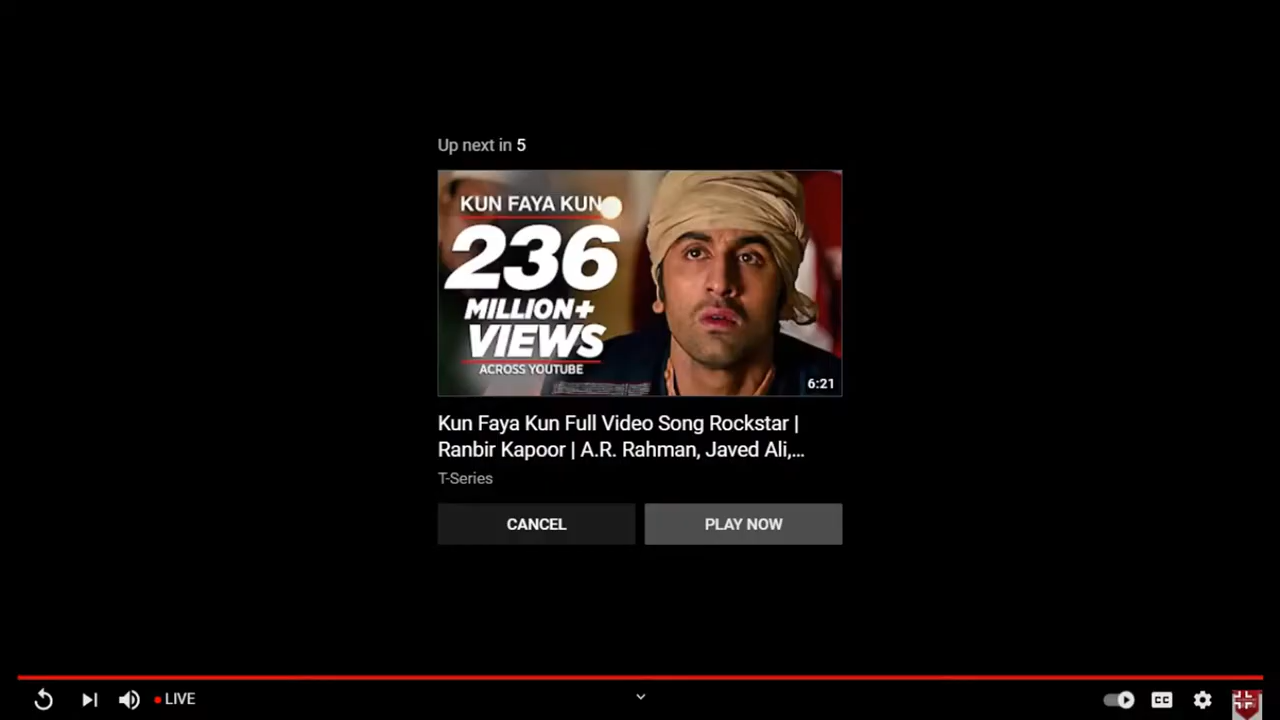 Up next in 5
KUN FAYA KUN
236
MILLION+
VIEWS
ACROSS YOUTUBE
6:21
Kun Faya Kun Full Video Song Rockstar |
Ranbir Kapoor | A.R. Rahman, Javed Ali,...
T-Series
CANCEL
PLAY NOW
LIVE
CC